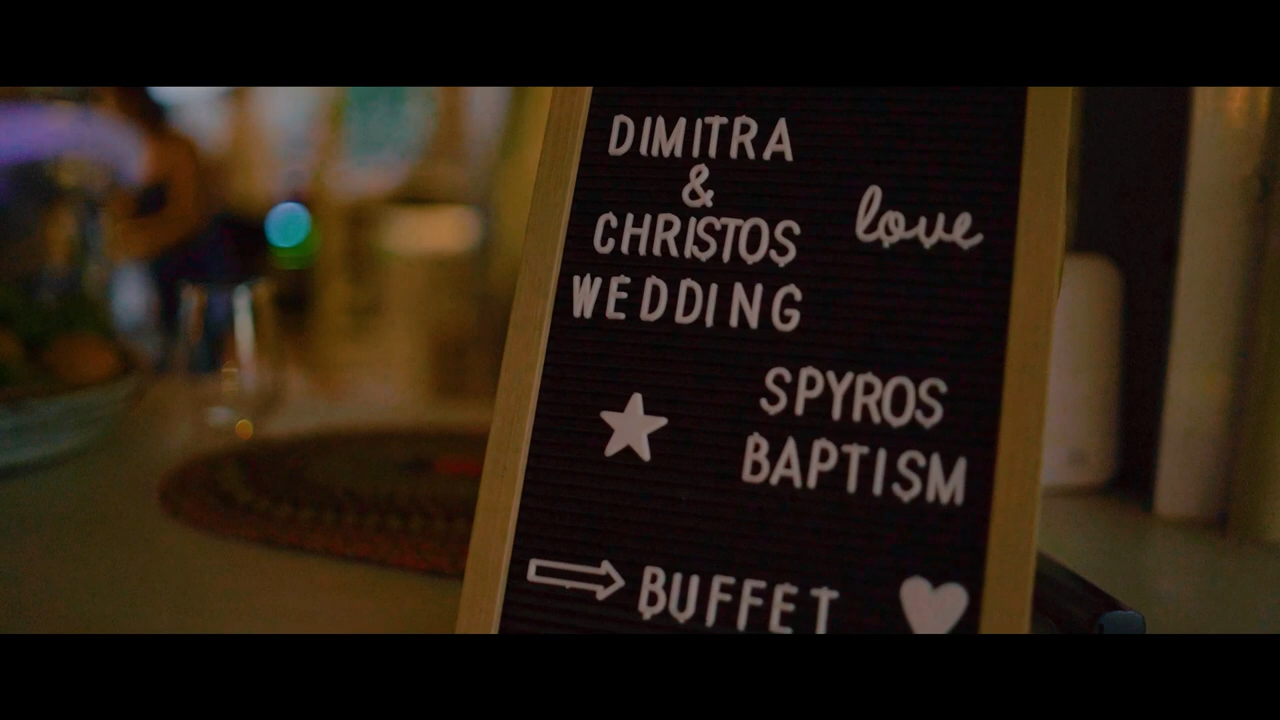 DIMITRA
&
CHRISTOS
love
WEDDING
SPYROS
BAPTISM
BUFFET